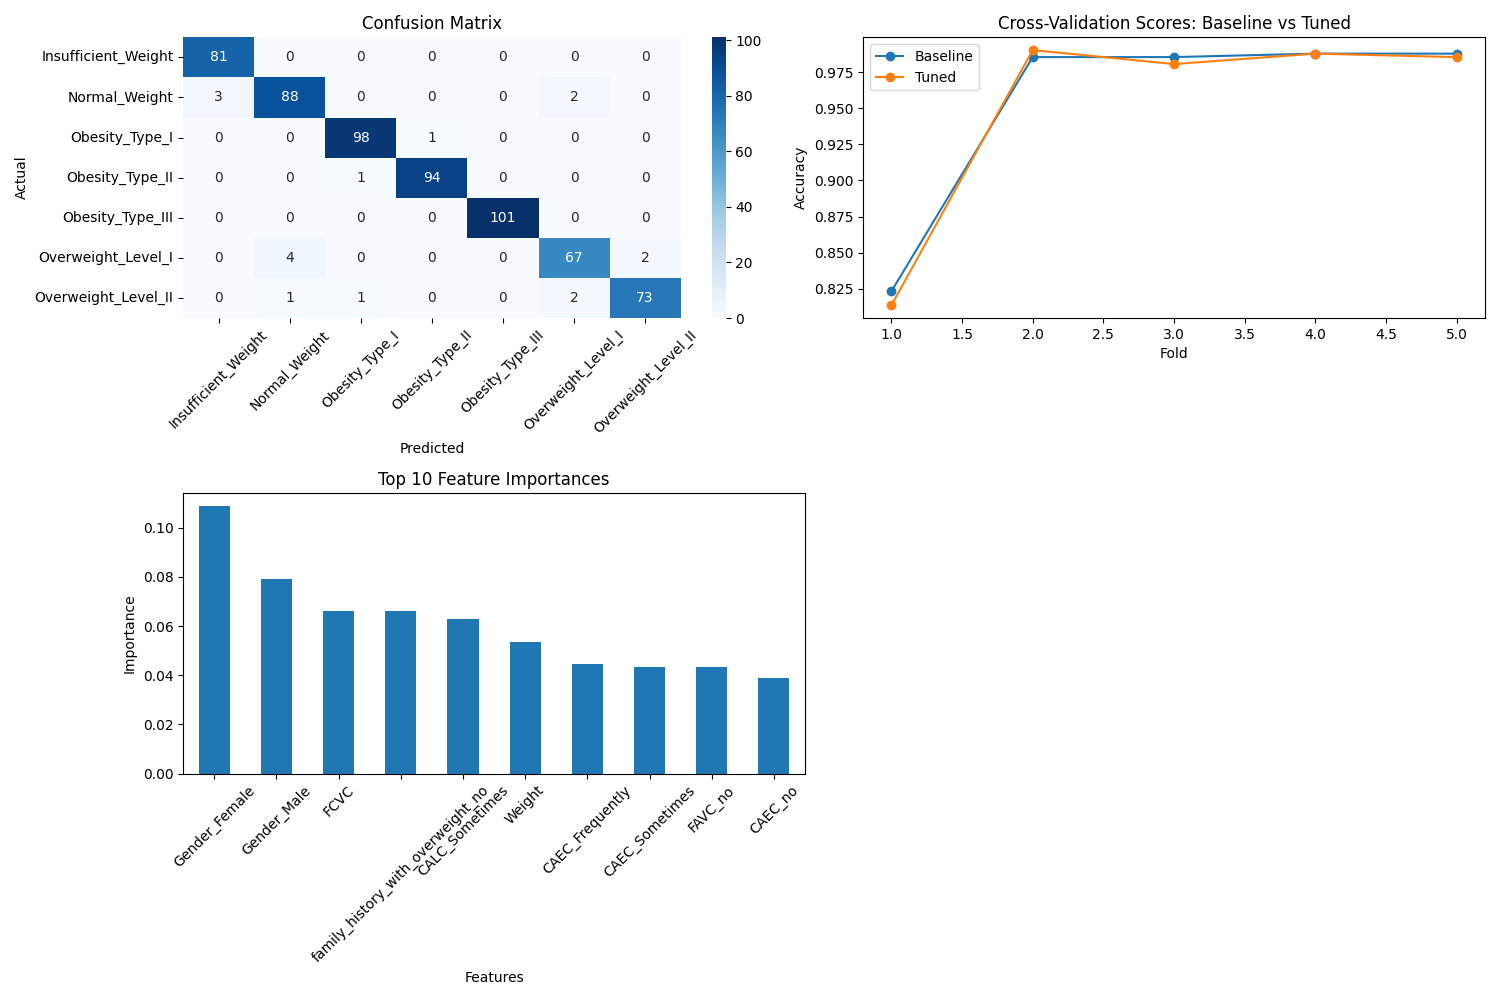 Confusion Matrix
Insufficient_Weight 81 0 0 0 0 0 0
Normal_Weight 3 88 0 0 0 2 0
Obesity_Type_I 0 0 98 1 0 0 0
Obesity_Type_II 0 0 1 94 0 0 0
Obesity_Type_III 0 0 0 0 101 0 0
Overweight_Level_I 0 4 0 0 0 67 2
Overweight_Level_II 0 1 1 0 0 2 73
Actual
Insufficient_Weight
Normal_Weight
Obesity_Type_I
Obesity_Type_II
Obesity_Type_III
Overweight_Level_I
Overweight_Level_II
Predicted
100
80
60
40
20
0
Cross-Validation Scores: Baseline vs Tuned
Baseline
Tuned
0.975
0.950
0.925
0.900
0.875
0.850
0.825
Accuracy
1.0 1.5 2.0 2.5 3.0 3.5 4.0 4.5 5.0
Fold
Top 10 Feature Importances
0.10
0.08
0.06
0.04
0.02
0.00
Importance
Gender_Female
Gender_Male
FCVC
family_history_with_overweight_no
CALC_Sometimes
Weight
CAEC_Frequently
CAEC_Sometimes
FAVC_no
CAEC_no
Features